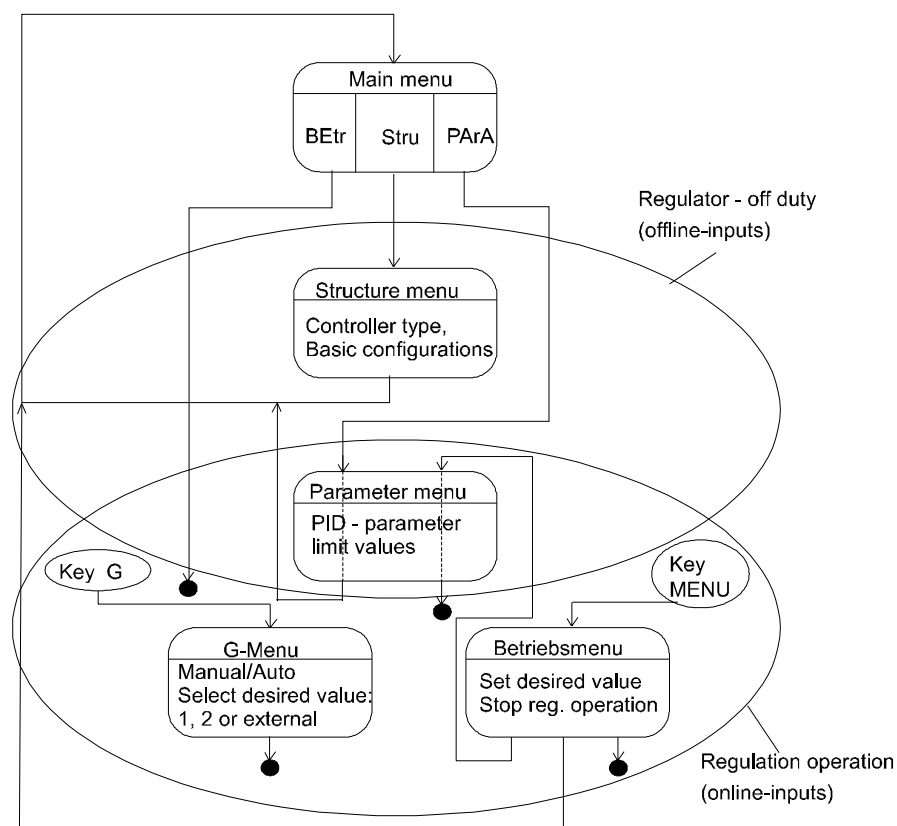 Main menu
BEtr
Stru
PArA
Regulator - off duty
(offline-inputs)
Structure menu
Controller type,
Basic configurations
Parameter menu
PID - parameter
limit values
Key G
Key
MENU
G-Menu
Manual/Auto
Select desired value:
1, 2 or external
Betriebsmenu
Set desired value
Stop reg. operation
Regulation operation
(online-inputs)